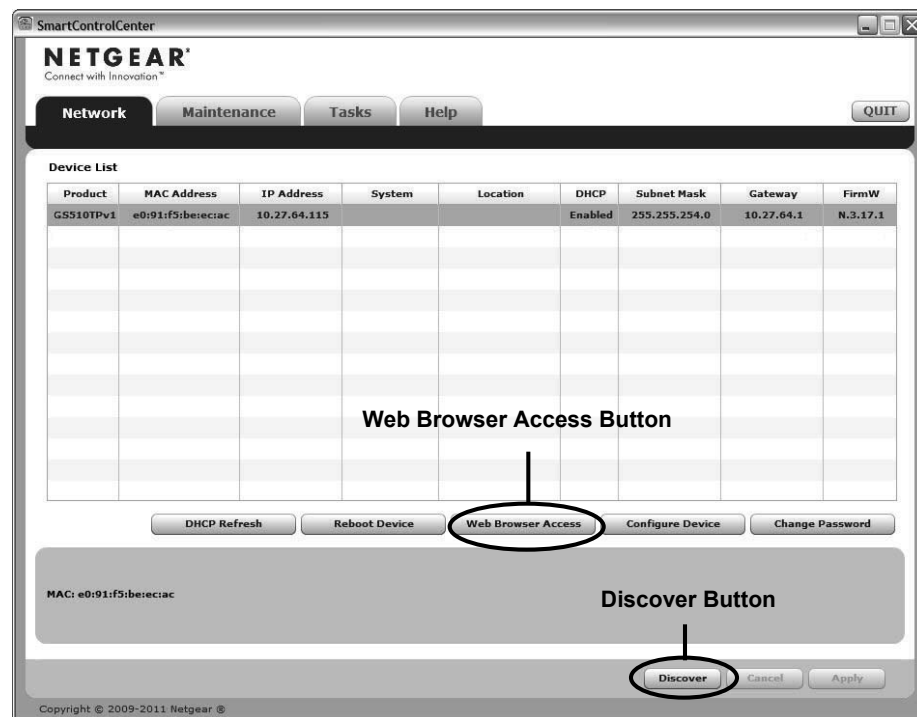 SmartControlCenter
NETGEAR®
Connect with Innovation™
Network Maintenance Tasks Help QUIT
Device List
Product MAC Address IP Address System Location DHCP Subnet Mask Gateway FirmW
GS510TPv1 e0:91:f5:be:ec:ac 10.27.64.115 Enabled 255.255.254.0 10.27.64.1 N.3.17.1
Web Browser Access Button
DHCP Refresh Reboot Device Web Browser Access Configure Device Change Password
MAC: e0:91:f5:be:ec:ac
Discover Button
Discover Cancel Apply
Copyright © 2009-2011 Netgear ®